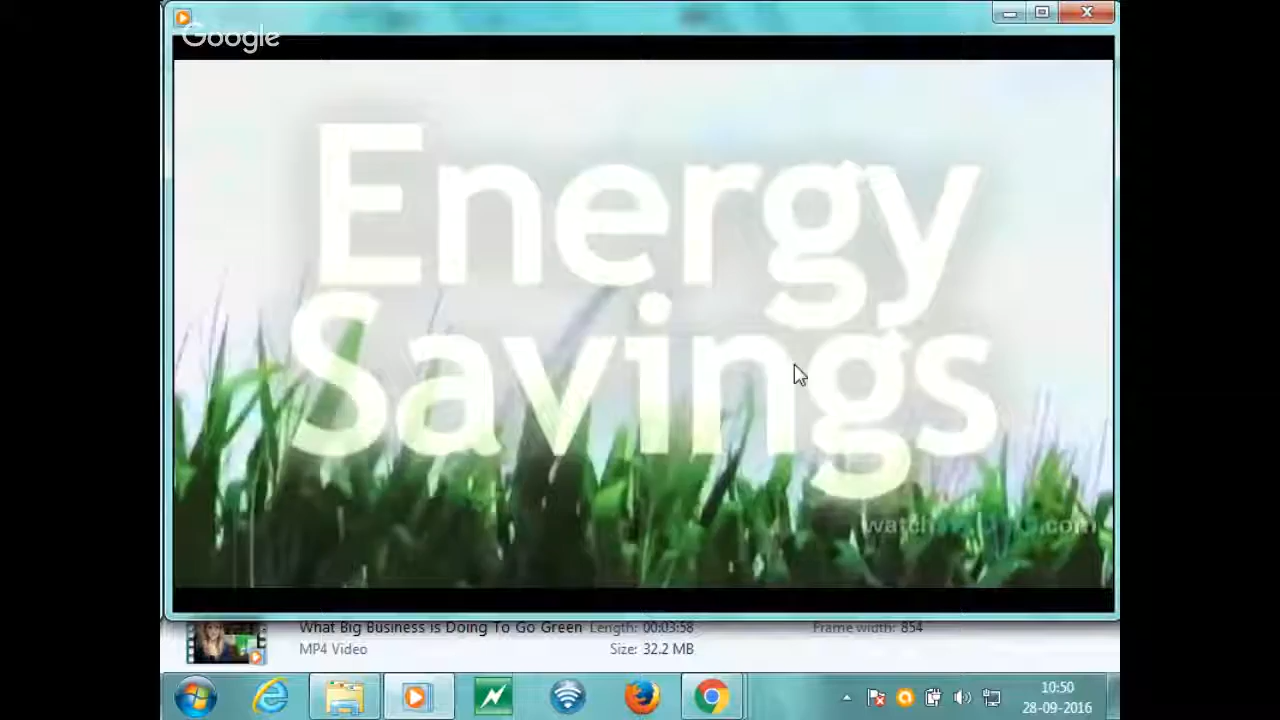 Google
Energy
Savings
What Big Business is Doing To Go Green Length: 00:03:58 Frame width: 854
MP4 Video Size: 32.2 MB
10:50
28-09-2016